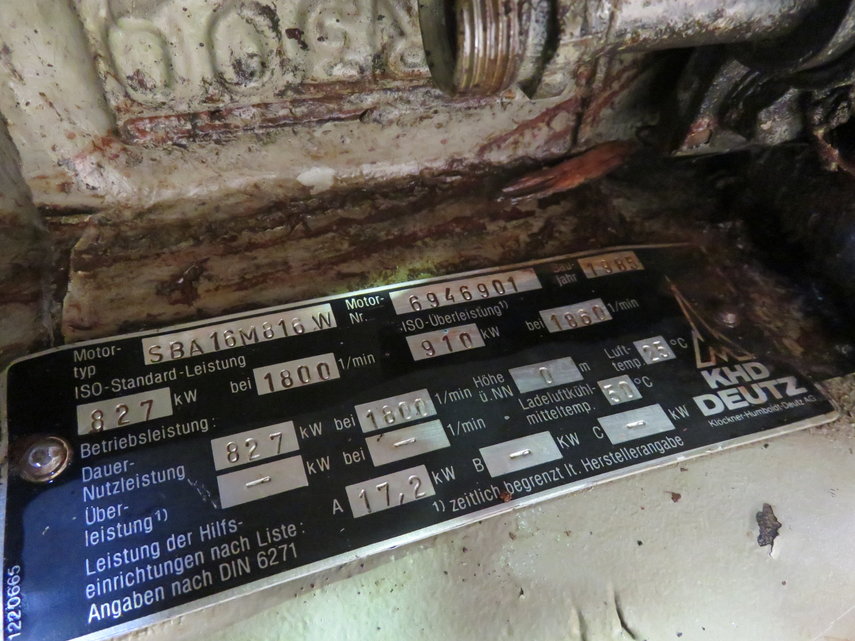 Motor-typ SBA16M816 W Motor-Nr. 6946901 Bau-jahr 1985
ISO-Standard-Leistung -ISO-Überleistung¹⁾
827 kW bei 1800 1/min 910 kW bei 1860 1/min
Betriebsleistung:
Dauer- 827 kW bei 1800 1/min Höhe ü.NN 0 m Luft-temp. 25 °C
Nutzleistung
Über- - kW bei - 1/min Ladeluftkühl-mitteltemp. 50 °C
leistung¹⁾
Leistung der Hilfs- A 17,2 kW B - KW C - KW
einrichtungen nach Liste:
Angaben nach DIN 6271 ¹⁾ zeitlich begrenzt lt. Herstellerangabe
KHD
DEUTZ
Klöckner-Humboldt-Deutz AG
122 0665